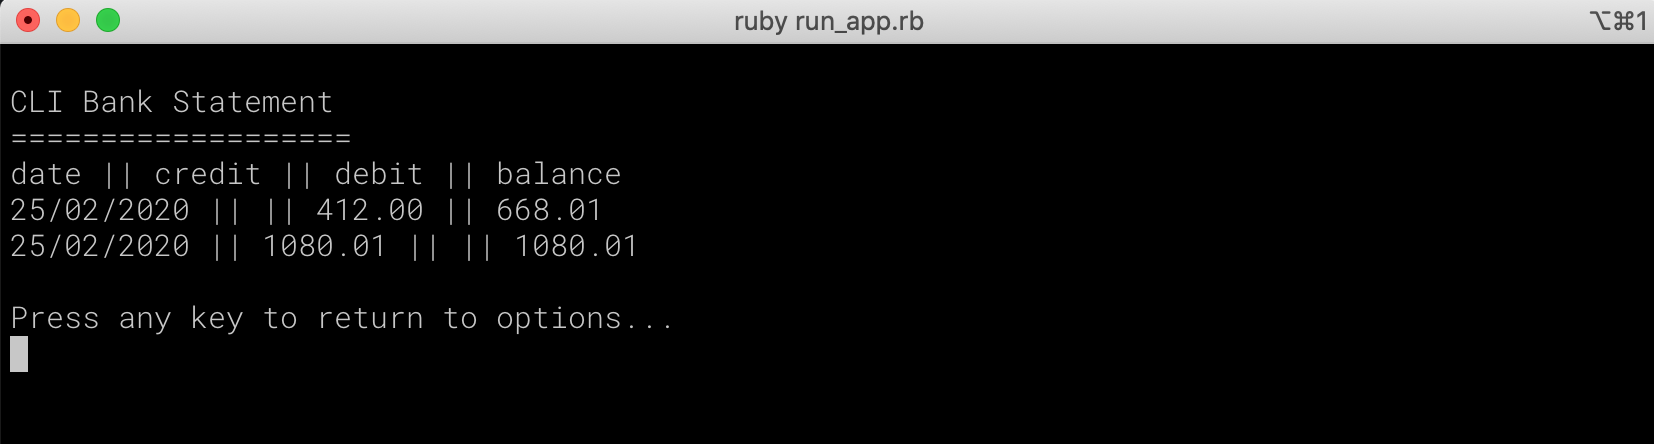 ruby run_app.rb
⌥⌘1
CLI Bank Statement
===================
date || credit || debit || balance
25/02/2020 || || 412.00 || 668.01
25/02/2020 || 1080.01 || || 1080.01
Press any key to return to options...